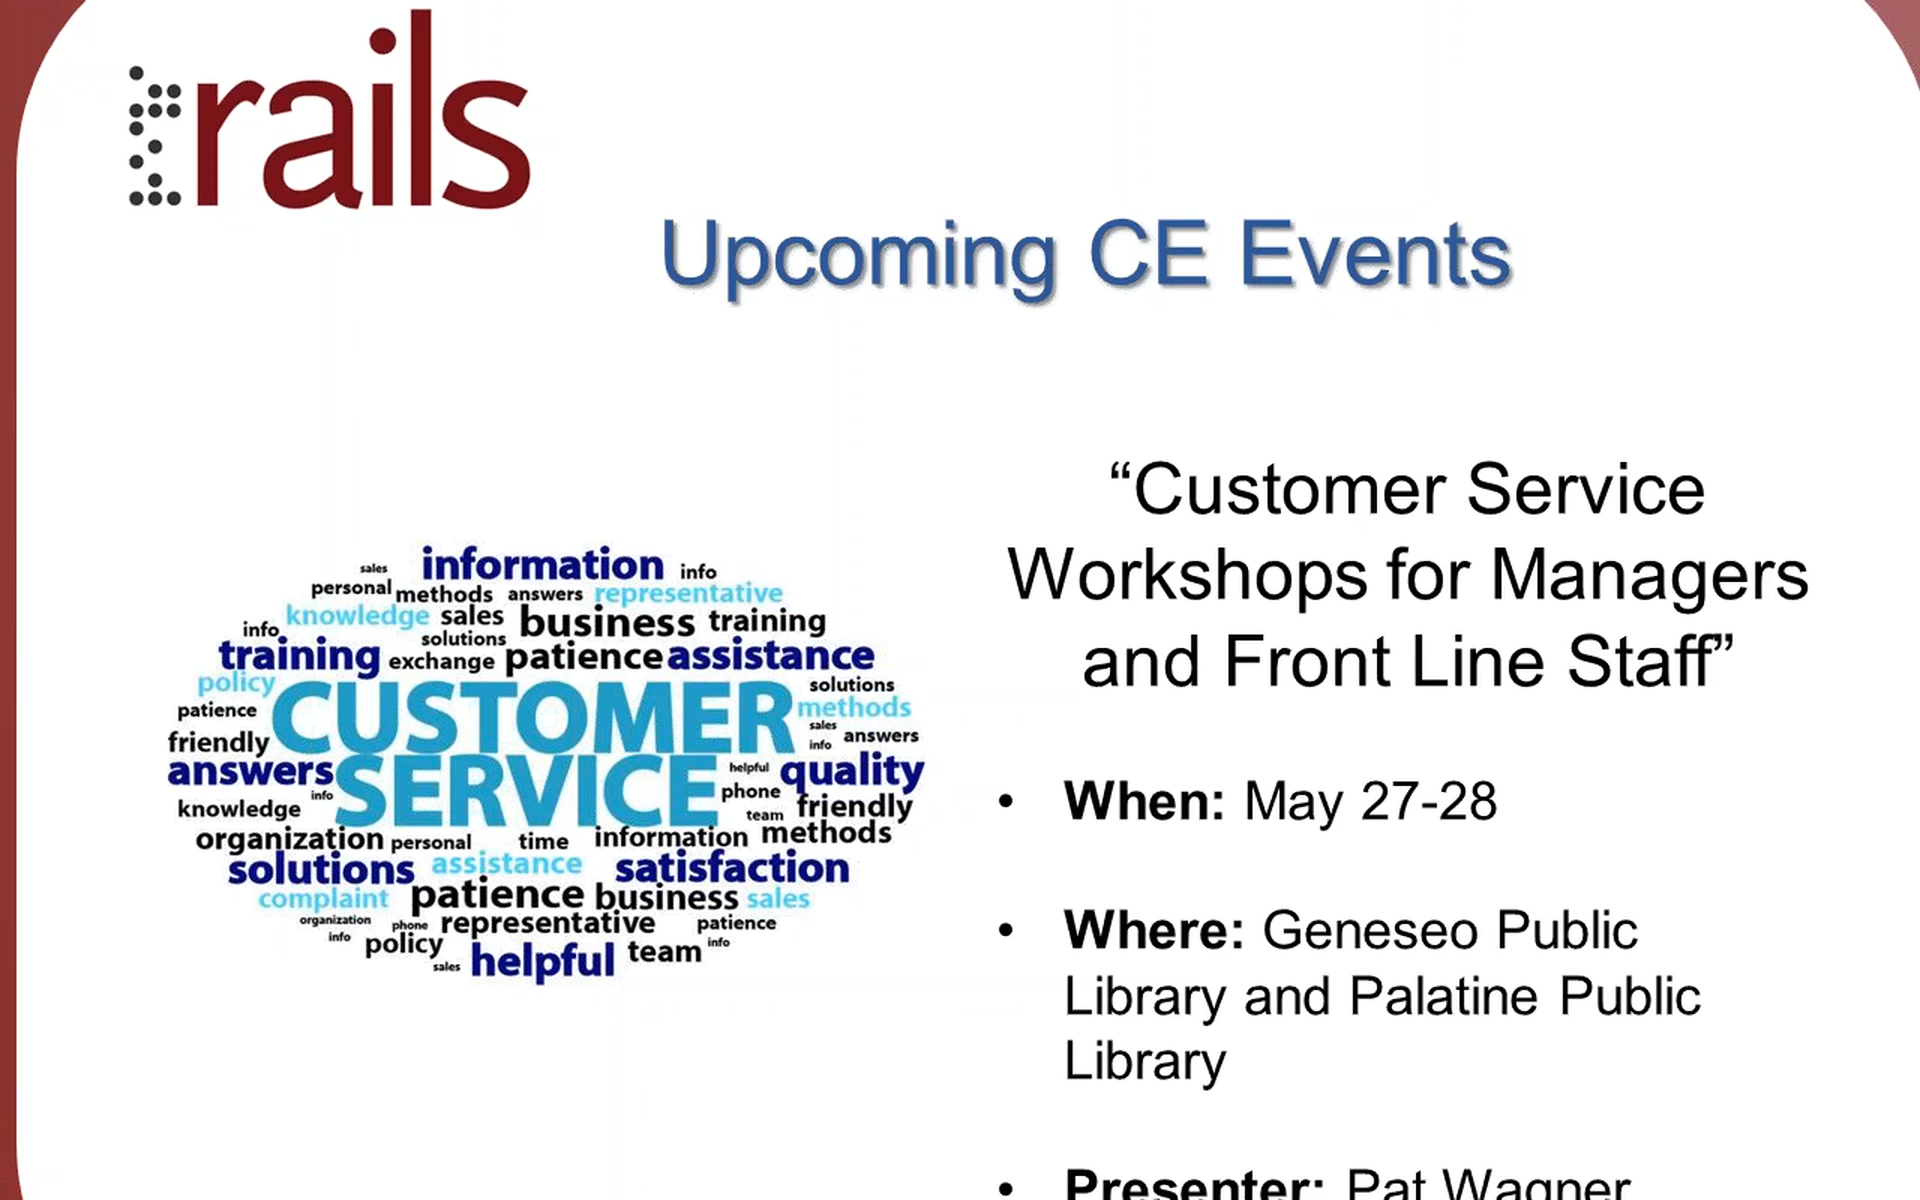 rails
Upcoming CE Events
“Customer Service
Workshops for Managers
and Front Line Staff”
• When: May 27-28
• Where: Geneseo Public
Library and Palatine Public
Library
• Presenter: Pat Wagner
sales information info
personal methods answers representative
knowledge sales business training
info solutions
training exchange patience assistance
policy CUSTOMER solutions
patience methods
sales
friendly info answers
answers SERVICE helpful quality
info phone
knowledge team friendly
organization personal time information methods
solutions assistance satisfaction
complaint patience business sales
organization phone representative patience
info policy helpful team info
sales